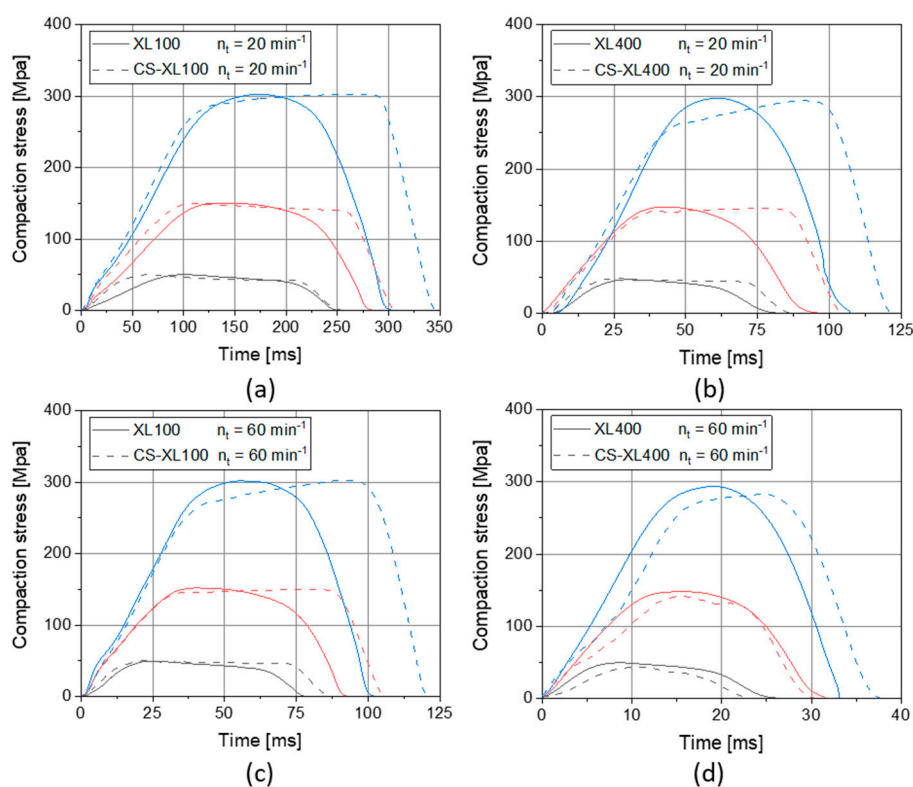 400
300
200
100
0
Compaction stress [Mpa]
XL100 nt = 20 min-1
CS-XL100 nt = 20 min-1
0 50 100 150 200 250 300 350
Time [ms]
(a)
400
300
200
100
0
Compaction stress [Mpa]
XL400 nt = 20 min-1
CS-XL400 nt = 20 min-1
0 25 50 75 100 125
Time [ms]
(b)
400
300
200
100
0
Compaction stress [Mpa]
XL100 nt = 60 min-1
CS-XL100 nt = 60 min-1
0 25 50 75 100 125
Time [ms]
(c)
400
300
200
100
0
Compaction stress [Mpa]
XL400 nt = 60 min-1
CS-XL400 nt = 60 min-1
0 10 20 30 40
Time [ms]
(d)